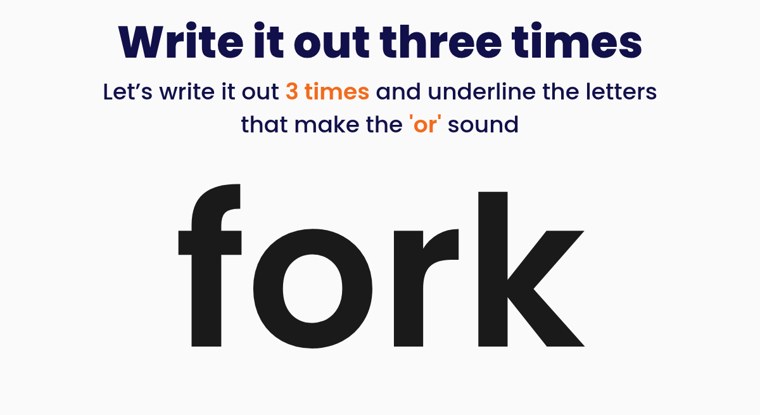 Write it out three times
Let’s write it out 3 times and underline the letters
that make the 'or' sound
fork